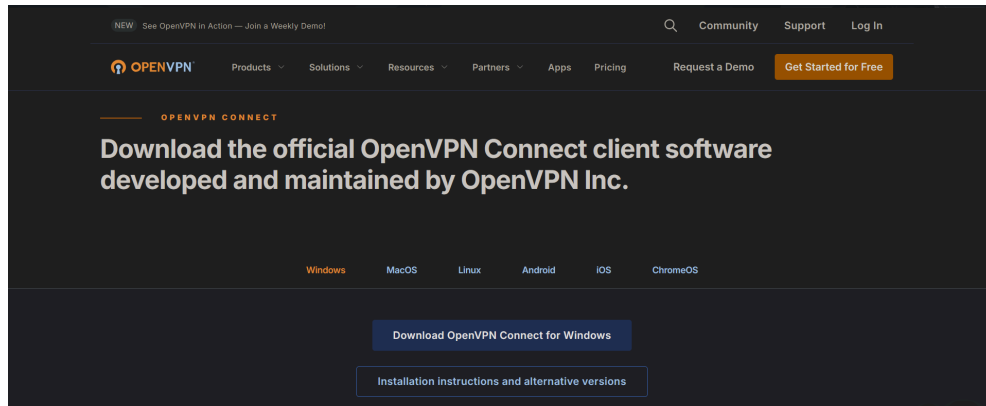 NEW See OpenVPN in Action — Join a Weekly Demo! Community Support Log In
OPENVPN Products Solutions Resources Partners Apps Pricing Request a Demo Get Started for Free
OPENVPN CONNECT
Download the official OpenVPN Connect client software
developed and maintained by OpenVPN Inc.
Windows MacOS Linux Android iOS ChromeOS
Download OpenVPN Connect for Windows
Installation instructions and alternative versions